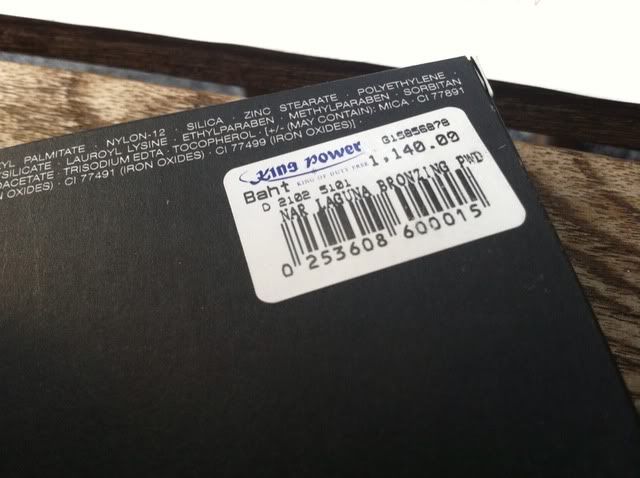 YL PALMITATE · NYLON-12 · SILICA · ZINC STEARATE · POLYETHYLENE ·
SILICATE · LAUROYL LYSINE · ETHYLPARABEN · METHYLPARABEN · SORBITAN
OACETATE · TRISODIUM EDTA · TOCOPHEROL · [+/- (MAY CONTAIN): MICA · CI 77891
N OXIDES) · CI 77491 (IRON OXIDES) · CI 77499 (IRON OXIDES)]
King Power
KING OF DUTY FREE
Baht 1,140.00
D 2102 5101
NAR LAGUNA BRONZING PWD
0 253608 600015